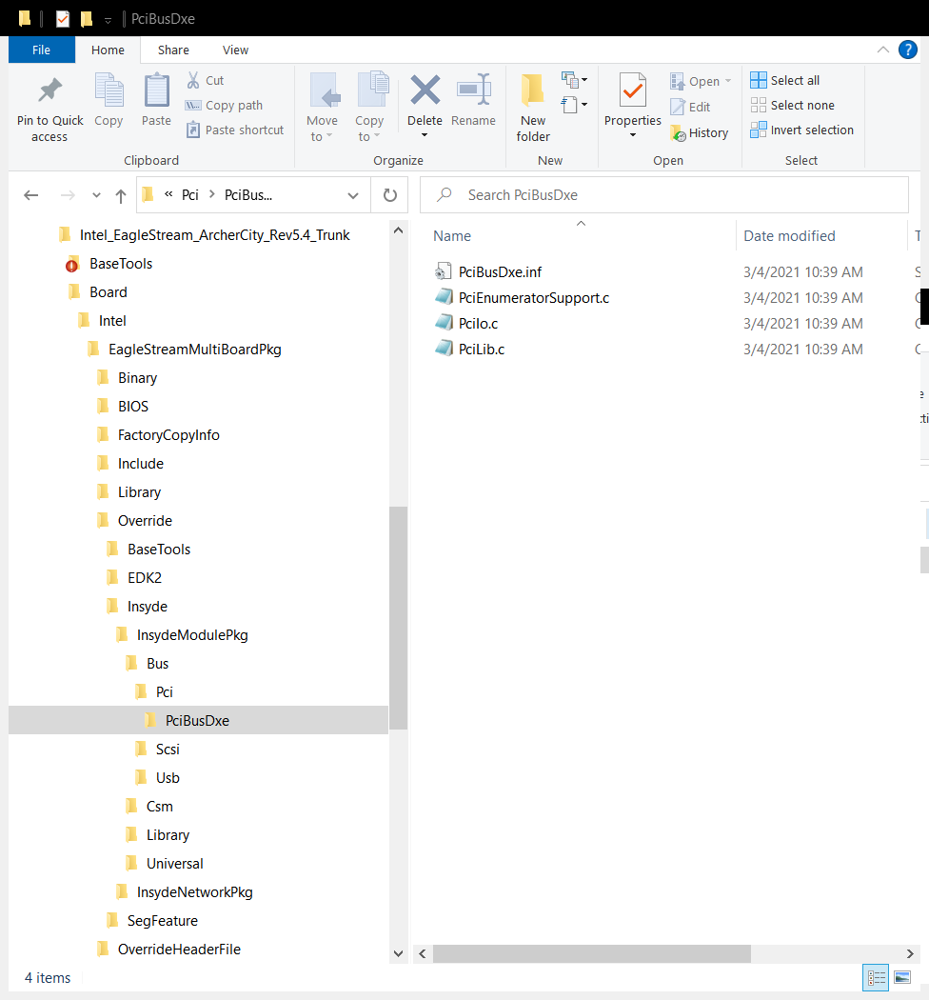 PciBusDxe
File Home Share View
Pin to Quick access
Copy
Paste
Cut
Copy path
Paste shortcut
Clipboard
Move to
Copy to
Delete
Rename
Organize
New folder
New
Properties
Open
Edit
History
Open
Select all
Select none
Invert selection
Select
« Pci > PciBus...
Search PciBusDxe
Intel_EagleStream_ArcherCity_Rev5.4_Trunk
BaseTools
Board
Intel
EagleStreamMultiBoardPkg
Binary
BIOS
FactoryCopyInfo
Include
Library
Override
BaseTools
EDK2
Insyde
InsydeModulePkg
Bus
Pci
PciBusDxe
Scsi
Usb
Csm
Library
Universal
InsydeNetworkPkg
SegFeature
OverrideHeaderFile
Name Date modified
PciBusDxe.inf 3/4/2021 10:39 AM
PciEnumeratorSupport.c 3/4/2021 10:39 AM
PciIo.c 3/4/2021 10:39 AM
PciLib.c 3/4/2021 10:39 AM
4 items